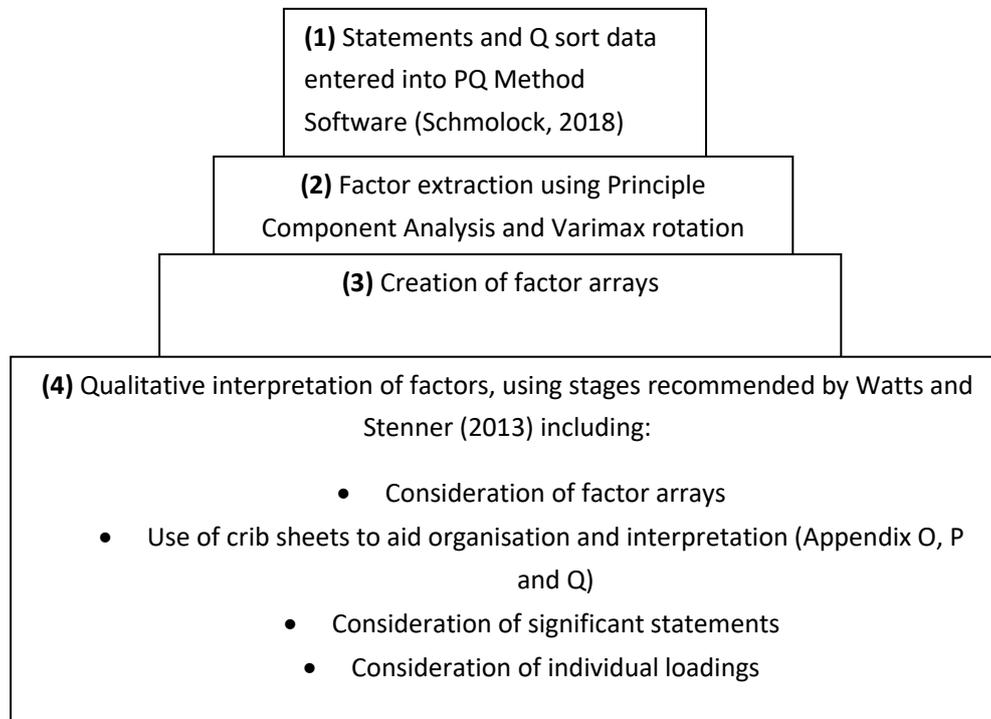 (1) Statements and Q sort data
entered into PQ Method
Software (Schmolock, 2018)
(2) Factor extraction using Principle
Component Analysis and Varimax rotation
(3) Creation of factor arrays
(4) Qualitative interpretation of factors, using stages recommended by Watts and
Stenner (2013) including:
• Consideration of factor arrays
• Use of crib sheets to aid organisation and interpretation (Appendix O, P
and Q)
• Consideration of significant statements
• Consideration of individual loadings